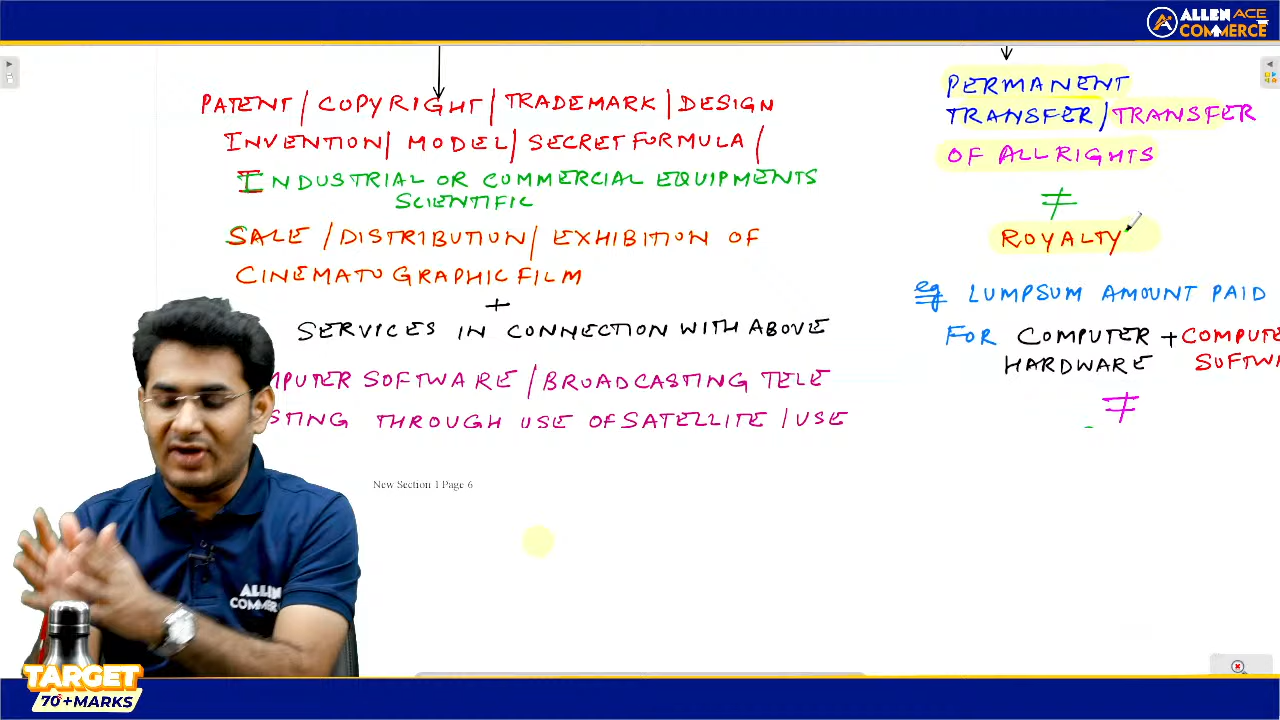 ALLEN ACE
COMMERCE
PATENT / COPYRIGHT / TRADEMARK / DESIGN
INVENTION / MODEL / SECRET FORMULA /
INDUSTRIAL OR COMMERCIAL EQUIPMENTS
SCIENTIFIC
SALE / DISTRIBUTION / EXHIBITION OF
CINEMATOGRAPHIC FILM
+
SERVICES IN CONNECTION WITH ABOVE
MPUTER SOFTWARE / BROADCASTING TELE
STING THROUGH USE OF SATELLITE / USE
New Section 1 Page 6
PERMANENT
TRANSFER / TRANSFER
OF ALL RIGHTS
≠
ROYALTY
eg LUMPSUM AMOUNT PAID
FOR COMPUTER + COMPUTE
HARDWARE SOFTW
≠
ALLEN
COMMERC
TARGET
70+MARKS